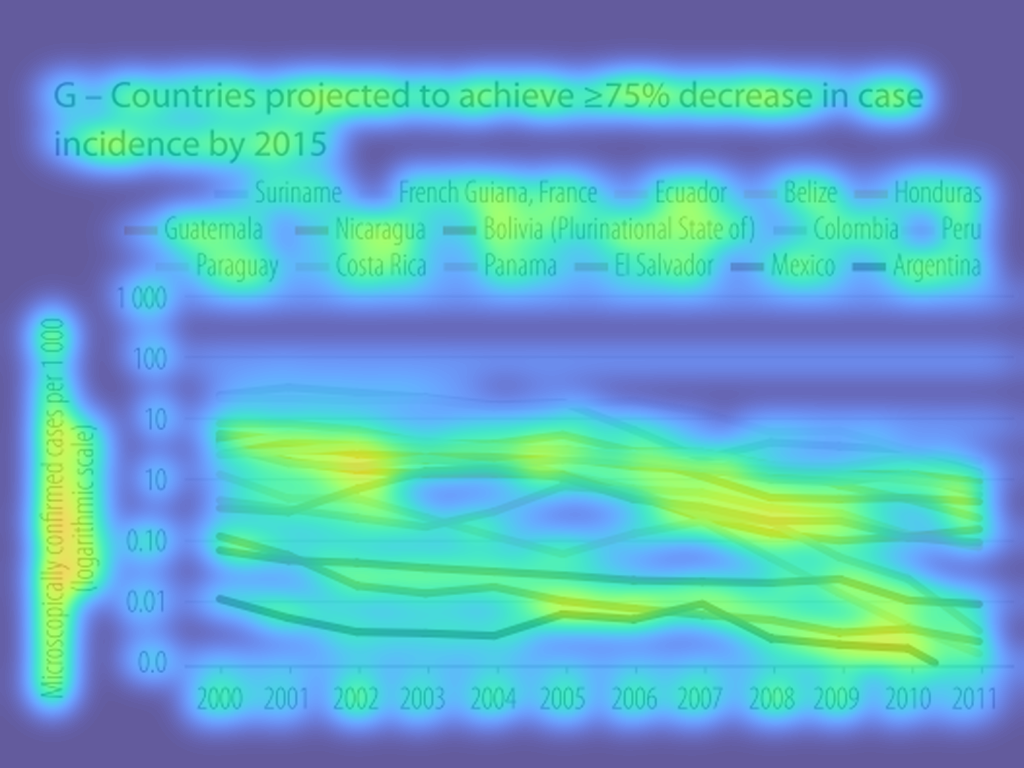 G – Countries projected to achieve ≥75% decrease in case
incidence by 2015
Suriname French Guiana, France Ecuador Belize Honduras
Guatemala Nicaragua Bolivia (Plurinational State of) Colombia Peru
Paraguay Costa Rica Panama El Salvador Mexico Argentina
Microscopically confirmed cases per 1 000
(logarithmic scale)
1 000
100
10
10
0.10
0.01
0.0
2000 2001 2002 2003 2004 2005 2006 2007 2008 2009 2010 2011